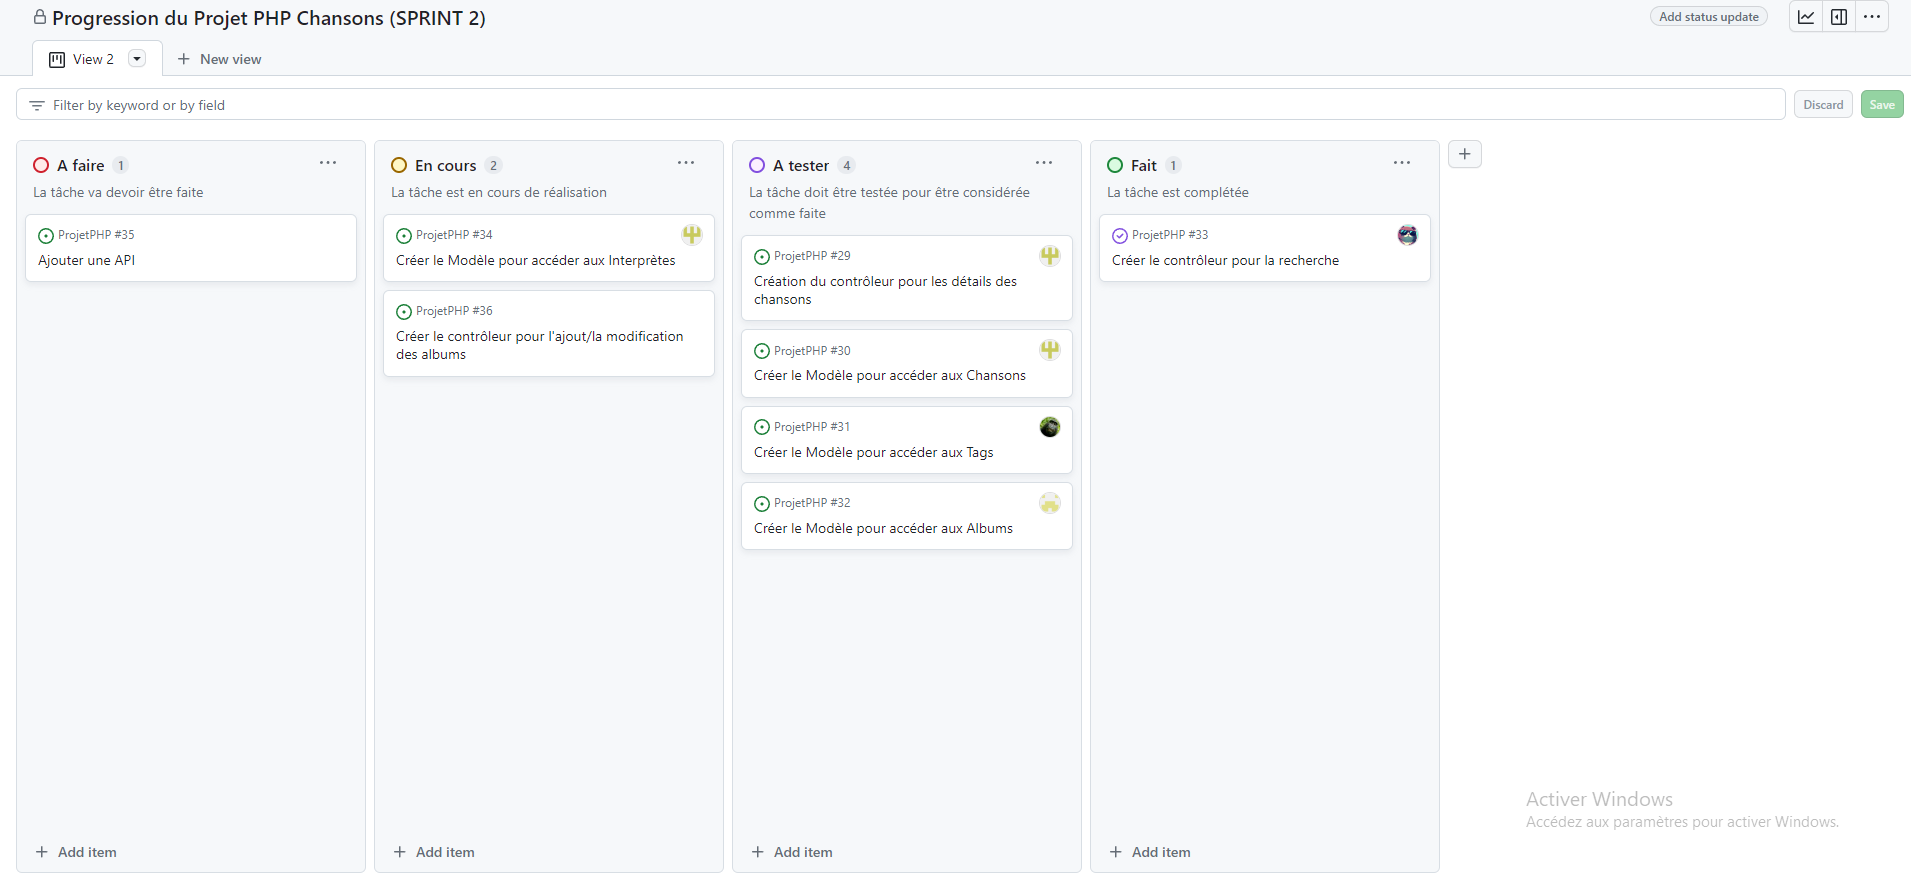 Progression du Projet PHP Chansons (SPRINT 2)
Add status update
View 2
New view
Filter by keyword or by field
Discard
Save
A faire 1
La tâche va devoir être faite
ProjetPHP #35
Ajouter une API
Add item
En cours 2
La tâche est en cours de réalisation
ProjetPHP #34
Créer le Modèle pour accéder aux Interprètes
ProjetPHP #36
Créer le contrôleur pour l'ajout/la modification
des albums
Add item
A tester 4
La tâche doit être testée pour être considérée
comme faite
ProjetPHP #29
Création du contrôleur pour les détails des
chansons
ProjetPHP #30
Créer le Modèle pour accéder aux Chansons
ProjetPHP #31
Créer le Modèle pour accéder aux Tags
ProjetPHP #32
Créer le Modèle pour accéder aux Albums
Add item
Fait 1
La tâche est complétée
ProjetPHP #33
Créer le contrôleur pour la recherche
Add item
Activer Windows
Accédez aux paramètres pour activer Windows.